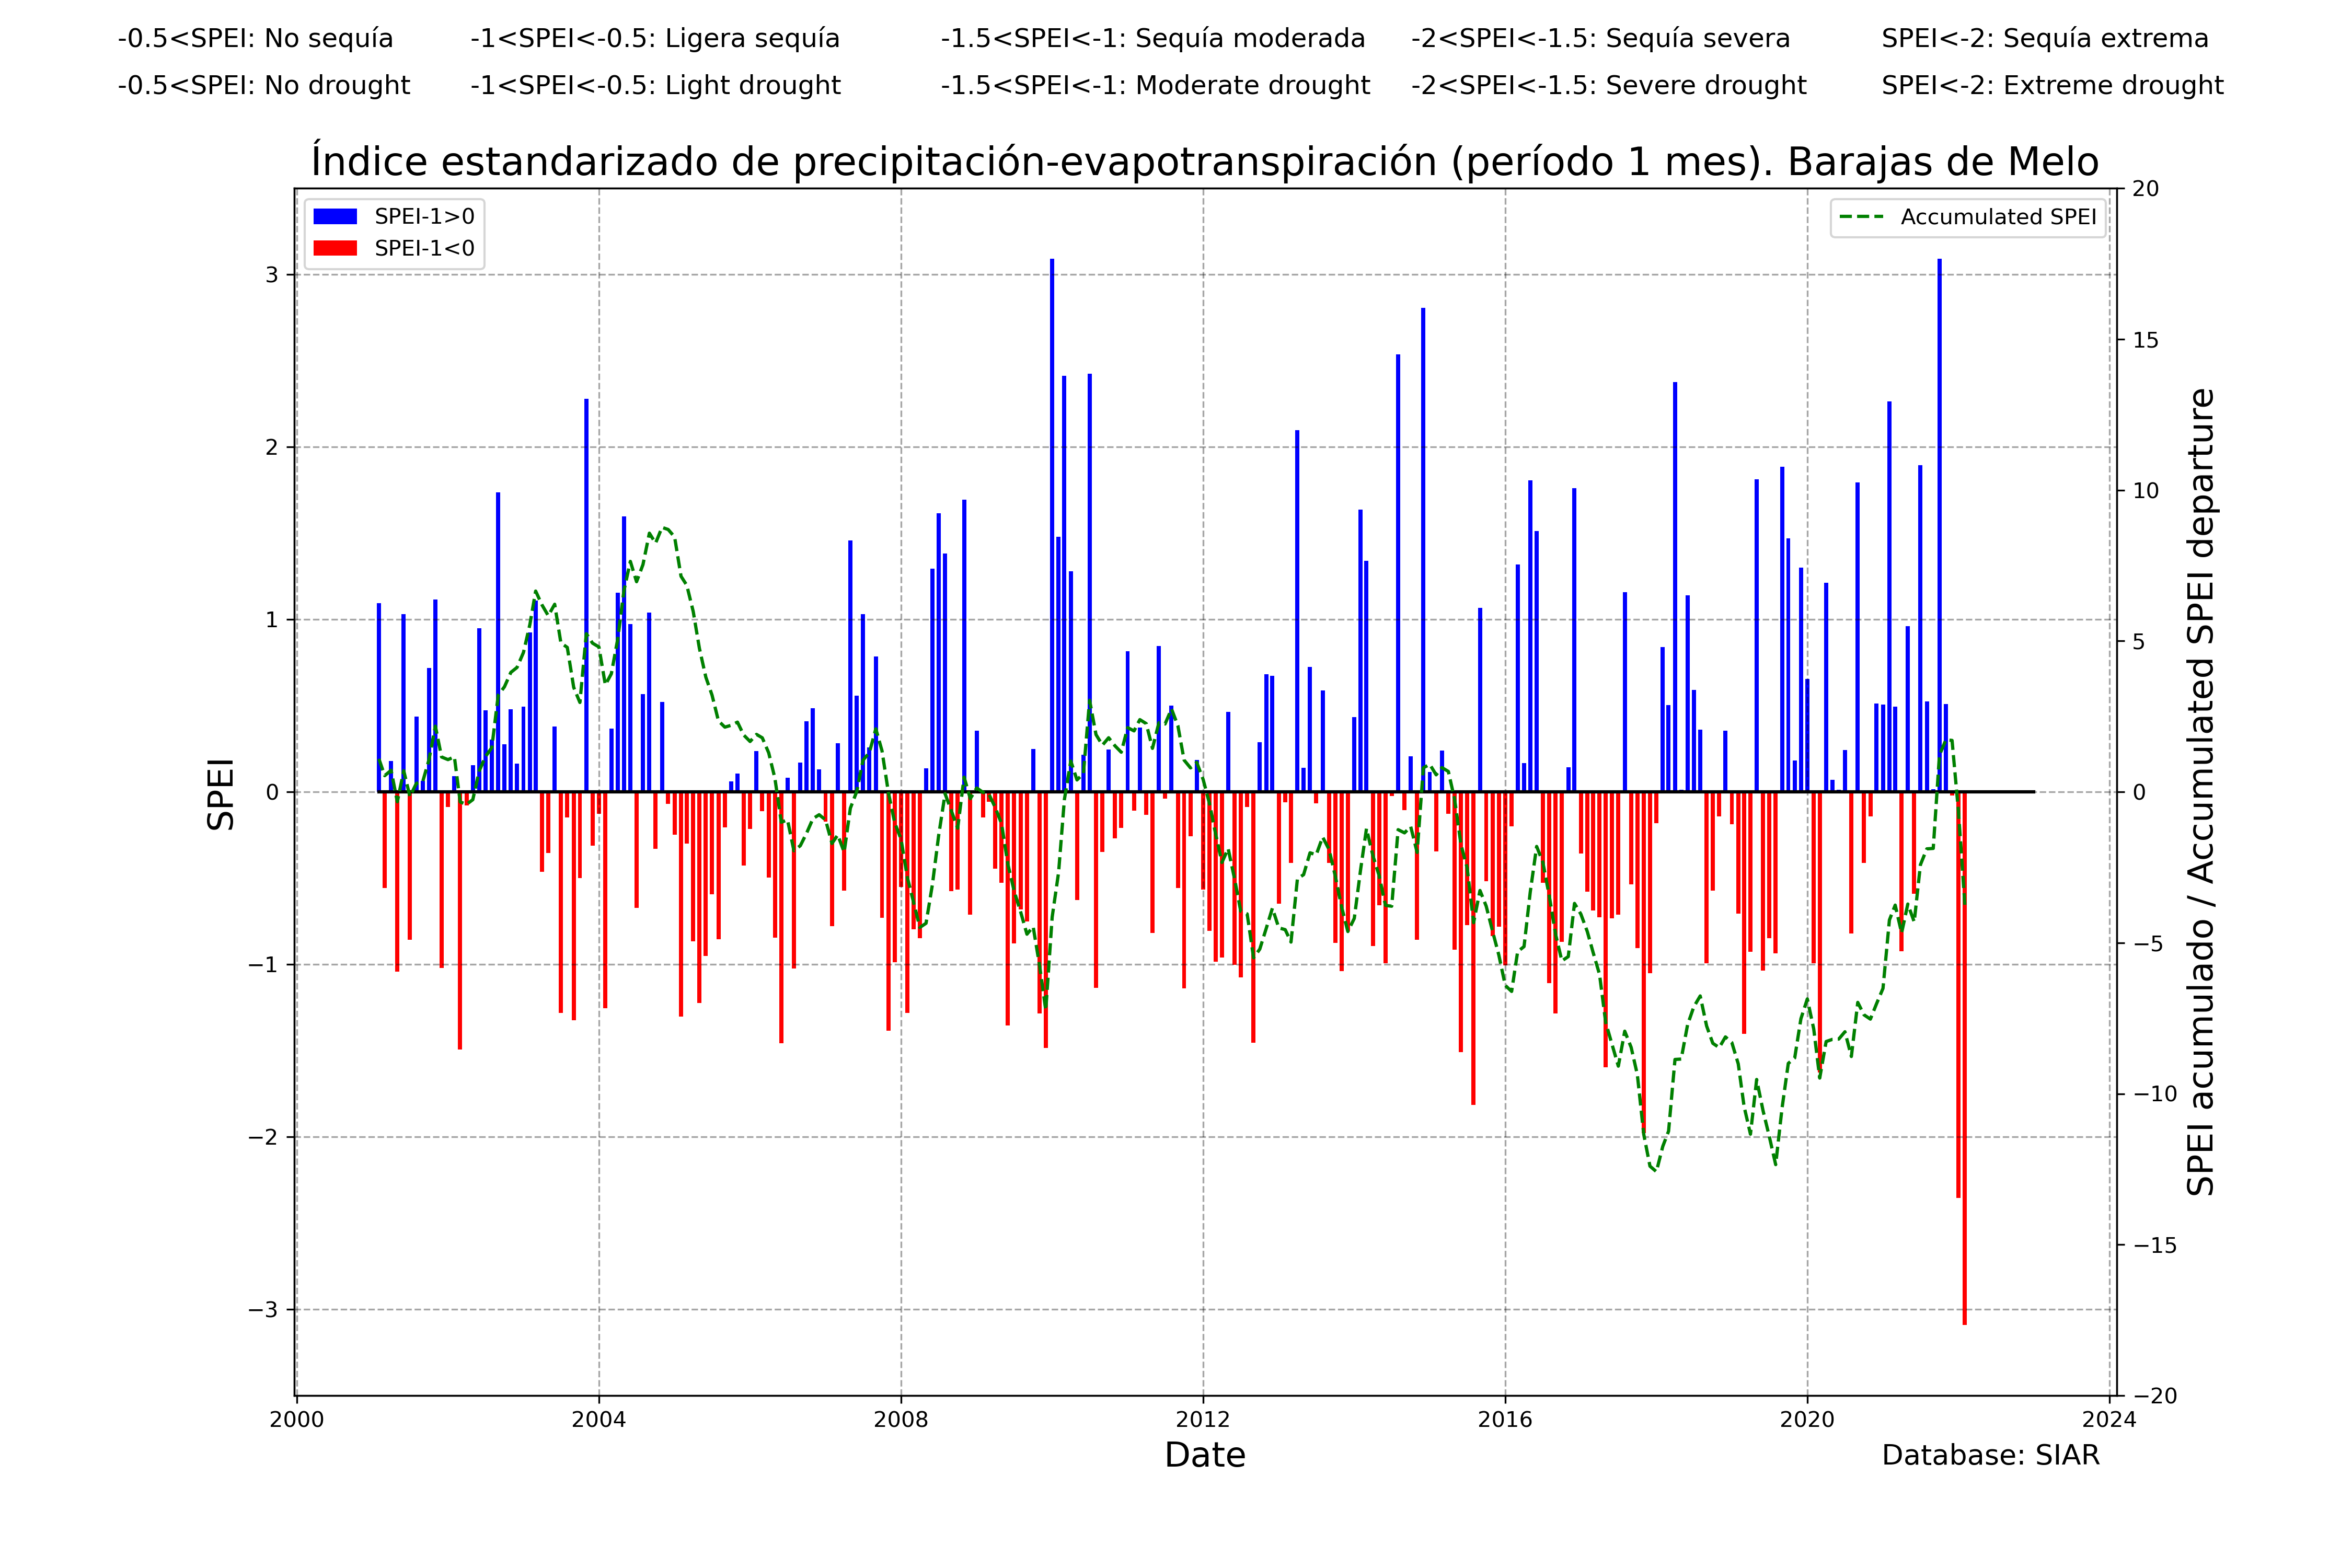 -0.5<SPEI: No sequía -1<SPEI<-0.5: Ligera sequía -1.5<SPEI<-1: Sequía moderada -2<SPEI<-1.5: Sequía severa SPEI<-2: Sequía extrema
-0.5<SPEI: No drought -1<SPEI<-0.5: Light drought -1.5<SPEI<-1: Moderate drought -2<SPEI<-1.5: Severe drought SPEI<-2: Extreme drought
Índice estandarizado de precipitación-evapotranspiración (período 1 mes). Barajas de Melo
SPEI-1>0
SPEI-1<0
Accumulated SPEI
SPEI
3
2
1
0
−1
−2
−3
20
15
10
5
0
−5
−10
−15
−20
SPEI acumulado / Accumulated SPEI departure
2000 2004 2008 2012 2016 2020 2024
Date
Database: SIAR